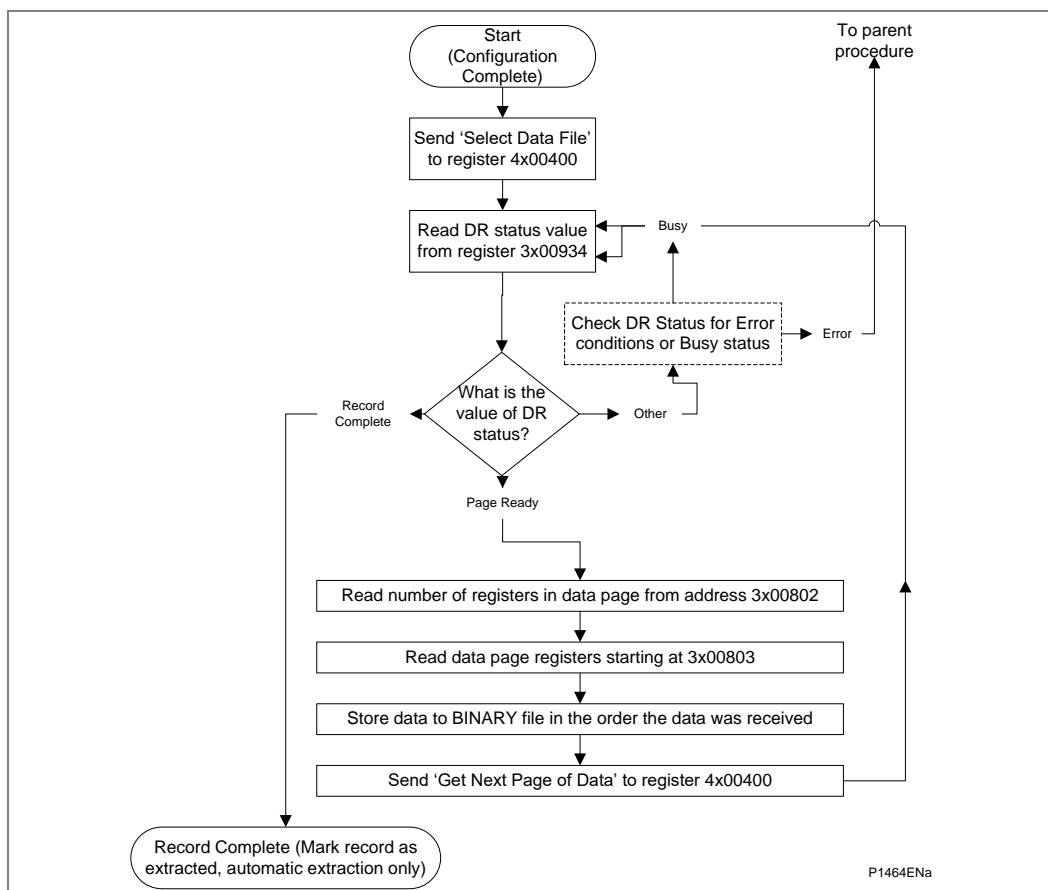 Start
(Configuration
Complete)
To parent
procedure
Send ‘Select Data File’
to register 4x00400
Read DR status value
from register 3x00934
Busy
Check DR Status for Error
conditions or Busy status
Error
What is the
value of DR
status?
Record
Complete
Other
Page Ready
Read number of registers in data page from address 3x00802
Read data page registers starting at 3x00803
Store data to BINARY file in the order the data was received
Send ‘Get Next Page of Data’ to register 4x00400
Record Complete (Mark record as
extracted, automatic extraction only)
P1464ENa